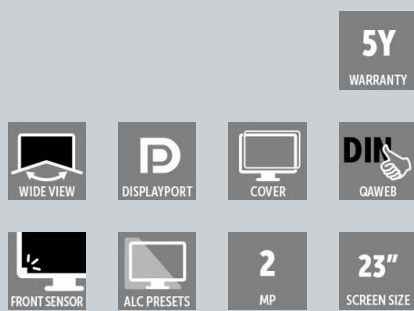 5Y
WARRANTY
WIDE VIEW
DISPLAYPORT
COVER
DIN
QAWEB
FRONT SENSOR
ALC PRESETS
2
MP
23"
SCREEN SIZE